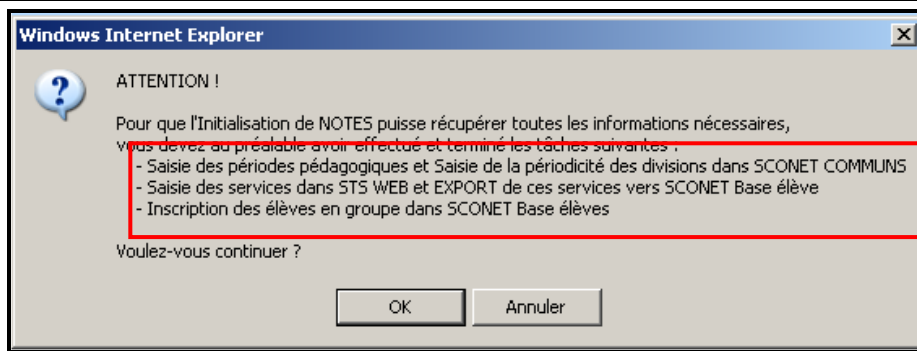 Windows Internet Explorer
ATTENTION !
Pour que l'Initialisation de NOTES puisse récupérer toutes les informations nécessaires,
vous devez au préalable avoir effectué et terminé les tâches suivantes :
- Saisie des périodes pédagogiques et Saisie de la périodicité des divisions dans SCONET COMMUNS
- Saisie des services dans STS WEB et EXPORT de ces services vers SCONET Base élève
- Inscription des élèves en groupe dans SCONET Base élèves
Voulez-vous continuer ?
OK
Annuler